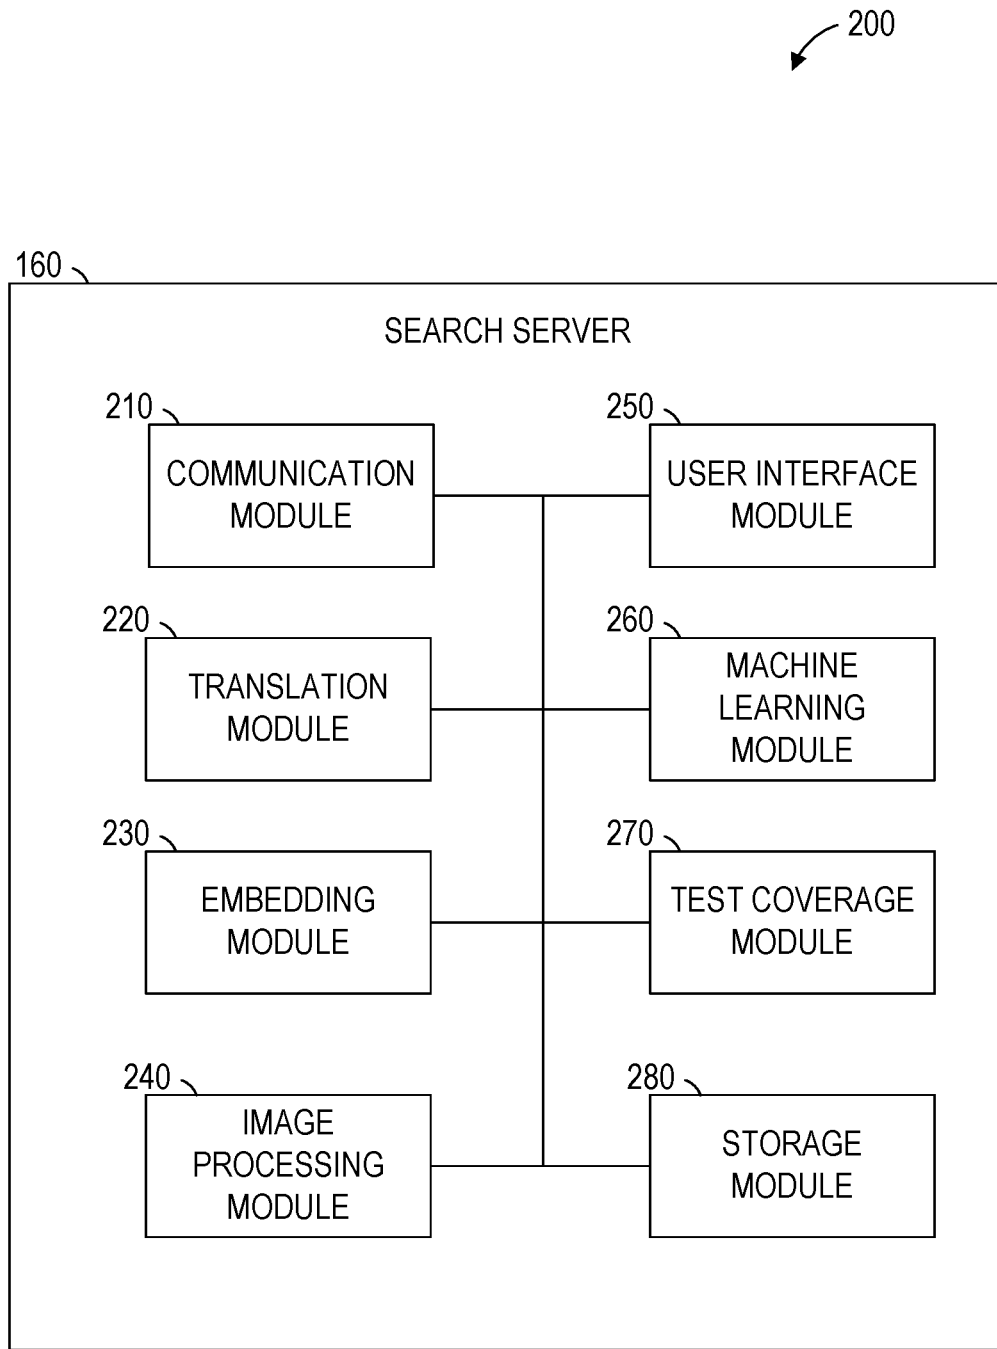 200
160
SEARCH SERVER
210
COMMUNICATION
MODULE
250
USER INTERFACE
MODULE
220
TRANSLATION
MODULE
260
MACHINE
LEARNING
MODULE
230
EMBEDDING
MODULE
270
TEST COVERAGE
MODULE
240
IMAGE
PROCESSING
MODULE
280
STORAGE
MODULE